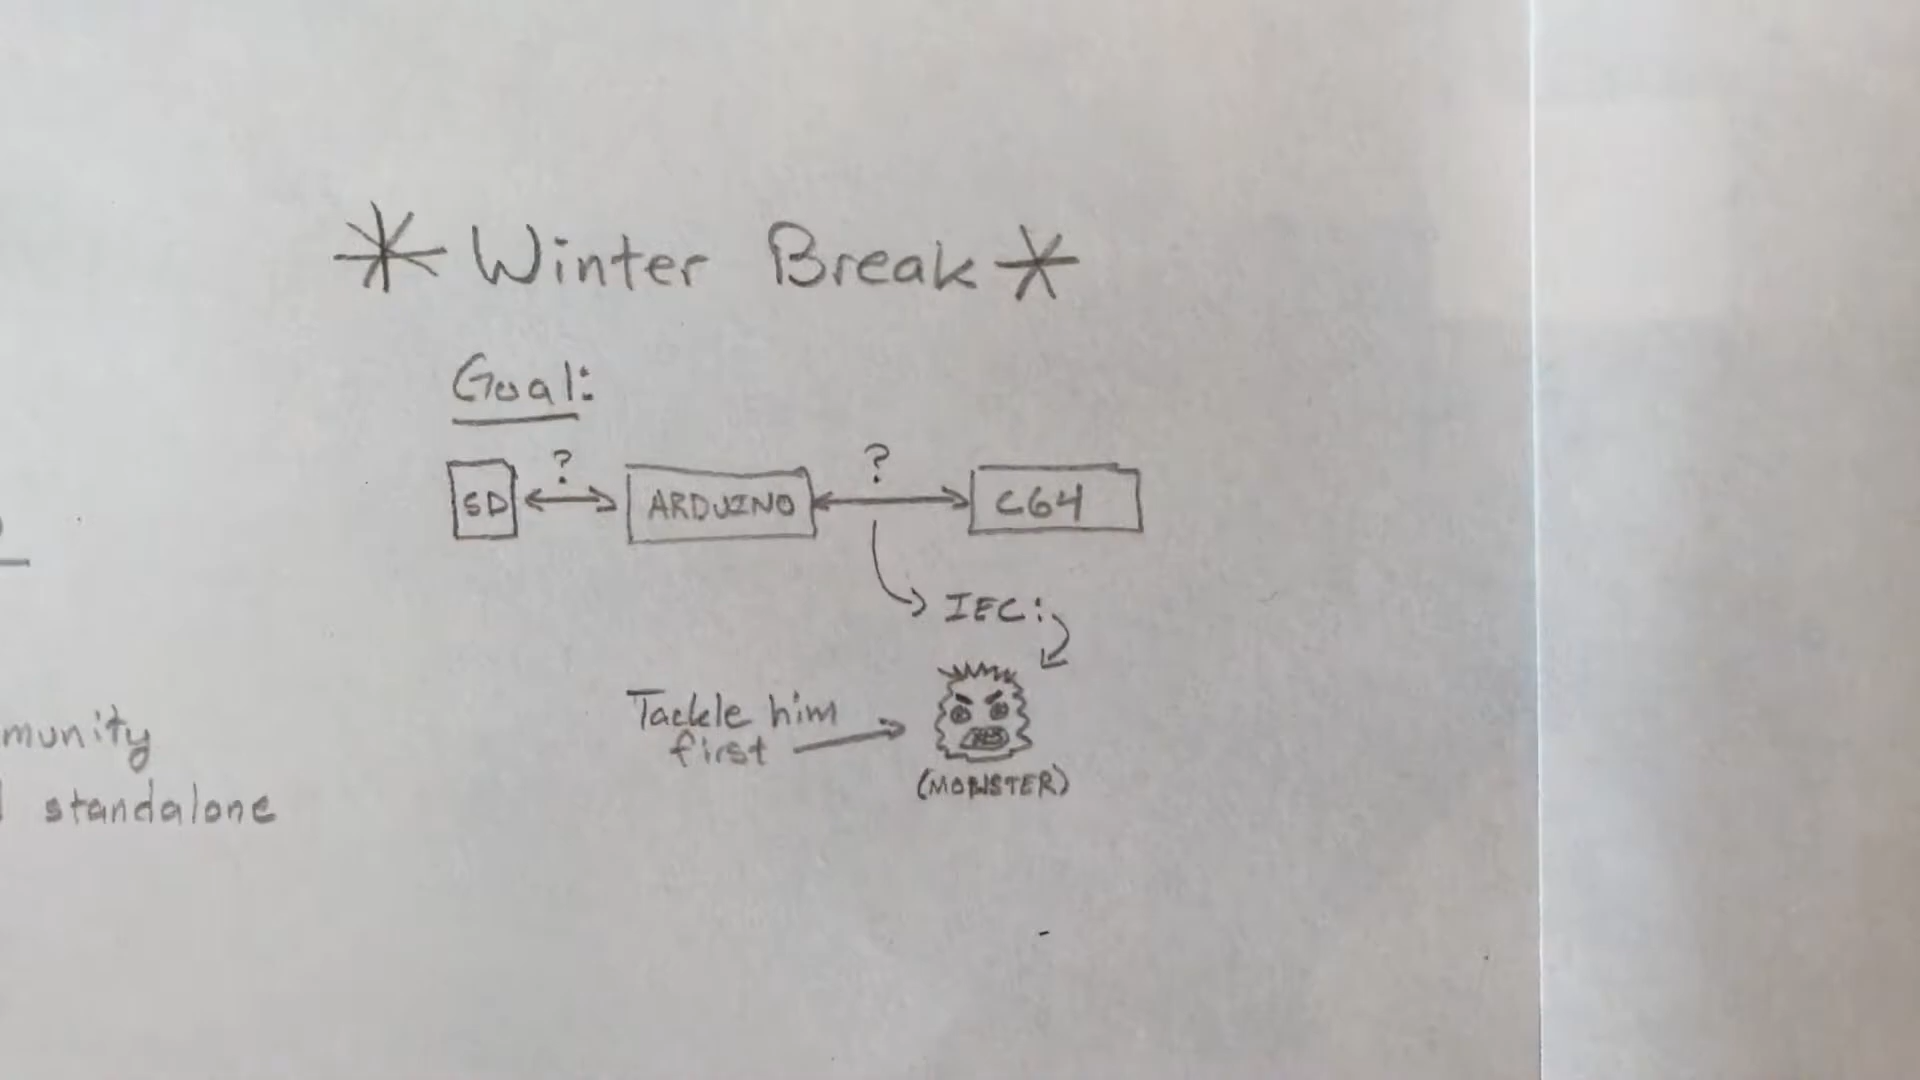 * Winter Break *
Goal:
? ?
SD ARDUINO C64
IEC:
Tackle him
first
(MONSTER)
munity
standalone